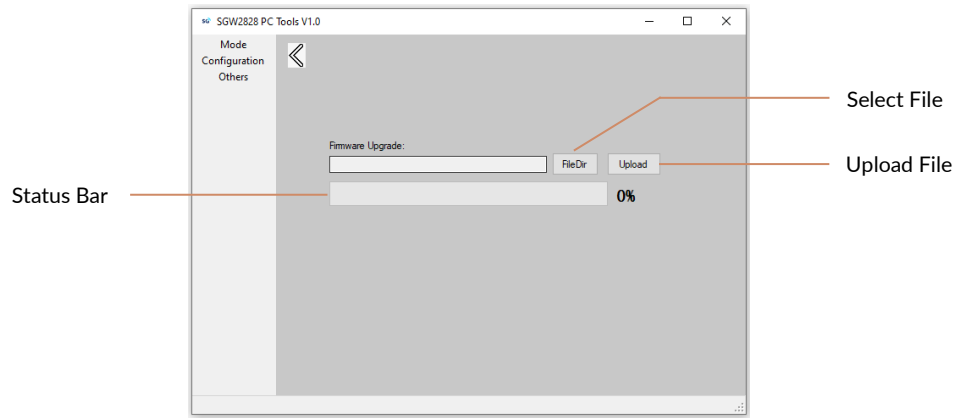 SG SGW2828 PC Tools V1.0
Mode
Configuration
Others
Select File
Firmware Upgrade:
FileDir
Upload
Upload File
Status Bar
0%